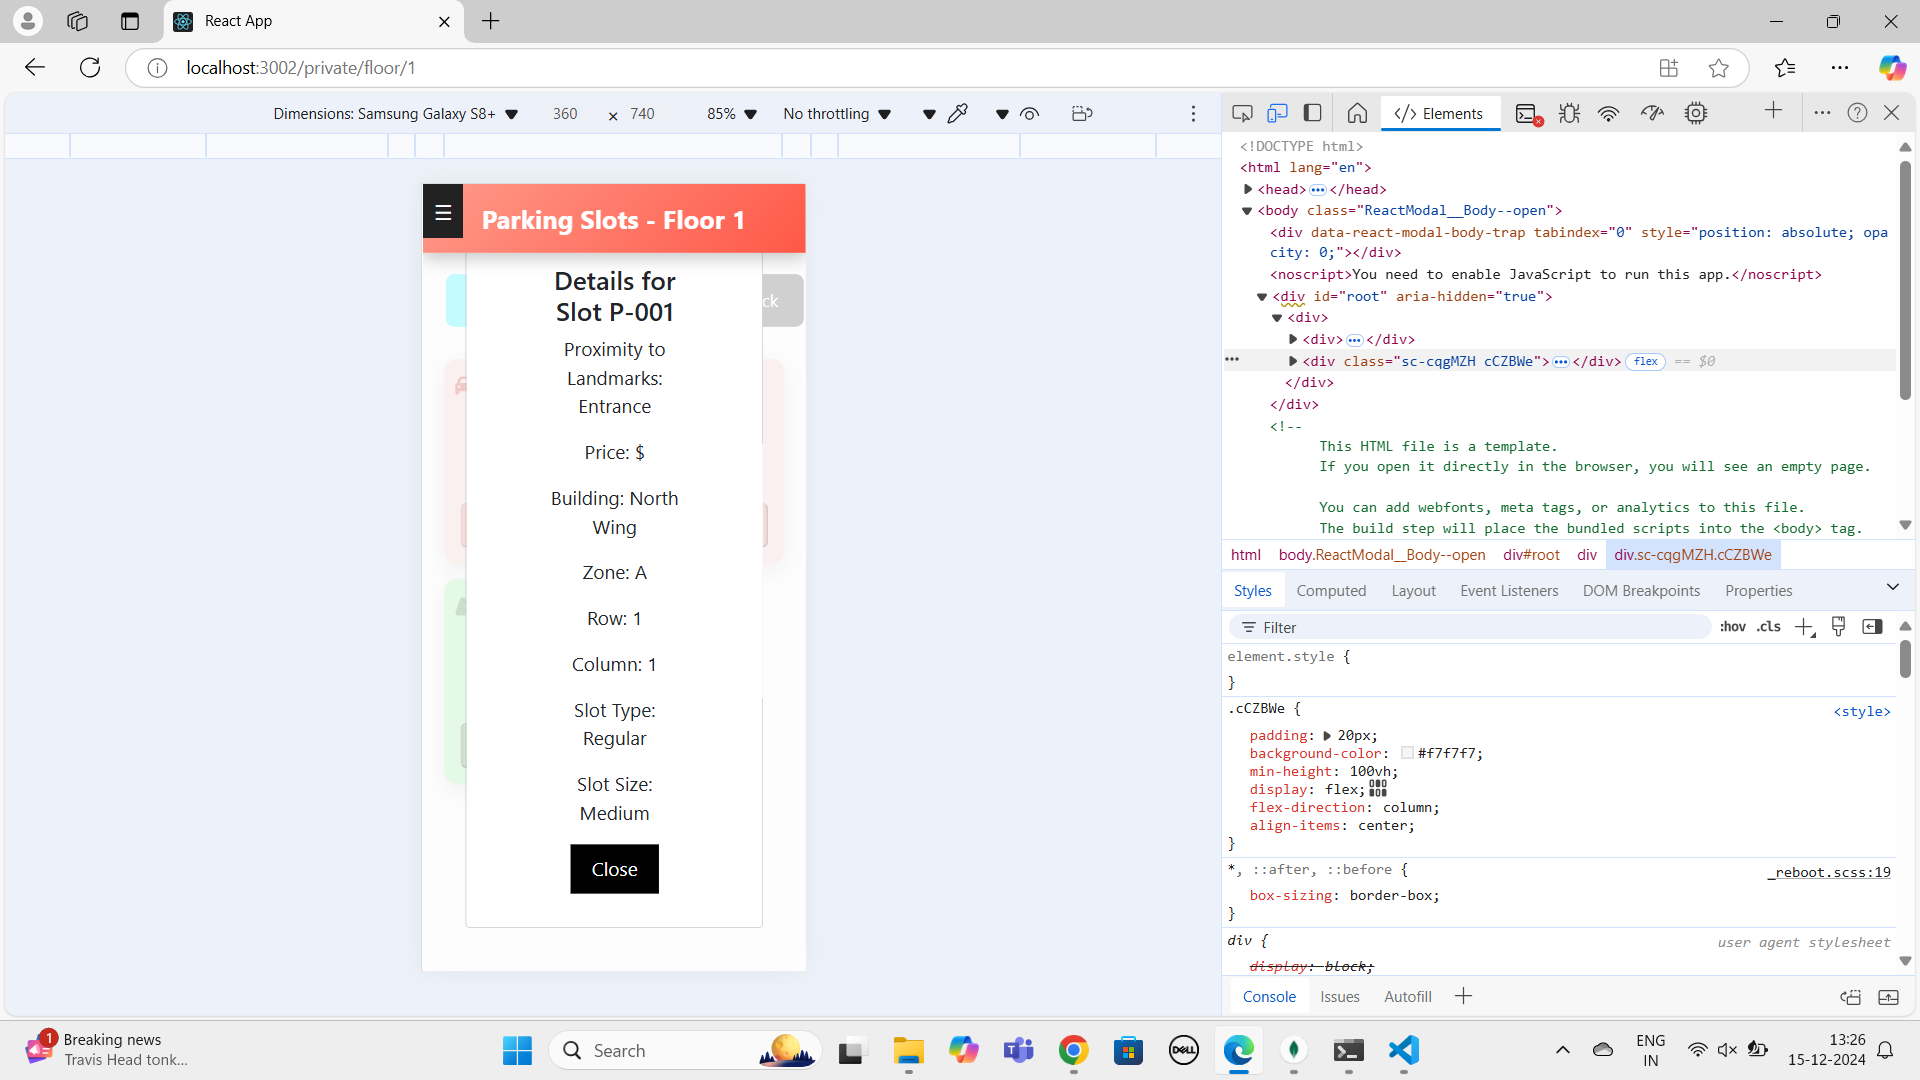 React App
localhost:3002/private/floor/1
Dimensions: Samsung Galaxy S8+ 360 × 740 85% No throttling
☰ Parking Slots - Floor 1
ck
Details for
Slot P-001
Proximity to
Landmarks:
Entrance
Price: $
Building: North
Wing
Zone: A
Row: 1
Column: 1
Slot Type:
Regular
Slot Size:
Medium
Close
Elements
<!DOCTYPE html>
<html lang="en">
<head>•••</head>
<body class="ReactModal__Body--open">
<div data-react-modal-body-trap tabindex="0" style="position: absolute; opa
city: 0;"></div>
<noscript>You need to enable JavaScript to run this app.</noscript>
<div id="root" aria-hidden="true">
<div>
<div>•••</div>
••• <div class="sc-cqgMZH cCZBWe">•••</div> flex == $0
</div>
</div>
<!--
This HTML file is a template.
If you open it directly in the browser, you will see an empty page.
You can add webfonts, meta tags, or analytics to this file.
The build step will place the bundled scripts into the <body> tag.
html body.ReactModal__Body--open div#root div div.sc-cqgMZH.cCZBWe
Styles Computed Layout Event Listeners DOM Breakpoints Properties
Filter :hov .cls
element.style {
}
.cCZBWe { <style>
padding: 20px;
background-color: #f7f7f7;
min-height: 100vh;
display: flex;
flex-direction: column;
align-items: center;
}
*, ::after, ::before { _reboot.scss:19
box-sizing: border-box;
}
div { user agent stylesheet
display: block;
Console Issues Autofill
1 Breaking news
Travis Head tonk...
Search
DELL
ENG
IN
13:26
15-12-2024